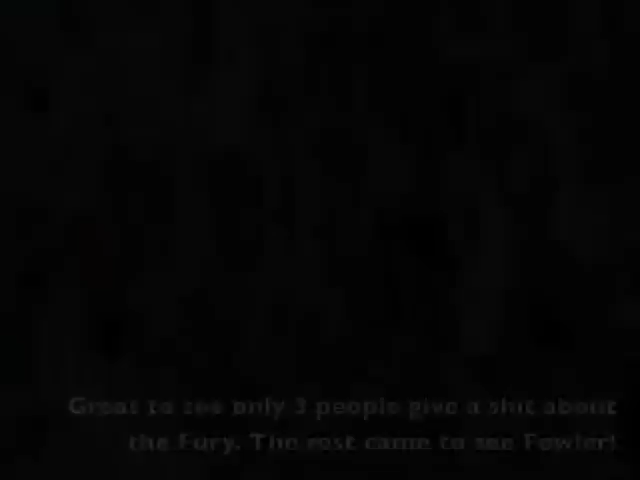 Great to see only 3 people give a shit about
the Fury. The rest came to see Fowler!